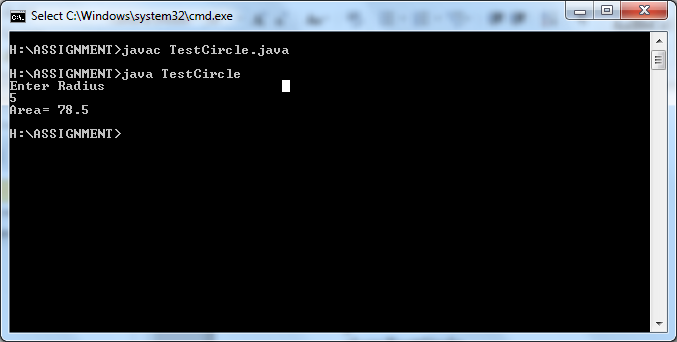 Select C:\Windows\system32\cmd.exe
H:\ASSIGNMENT>javac TestCircle.java
H:\ASSIGNMENT>java TestCircle
Enter Radius
5
Area= 78.5
H:\ASSIGNMENT>